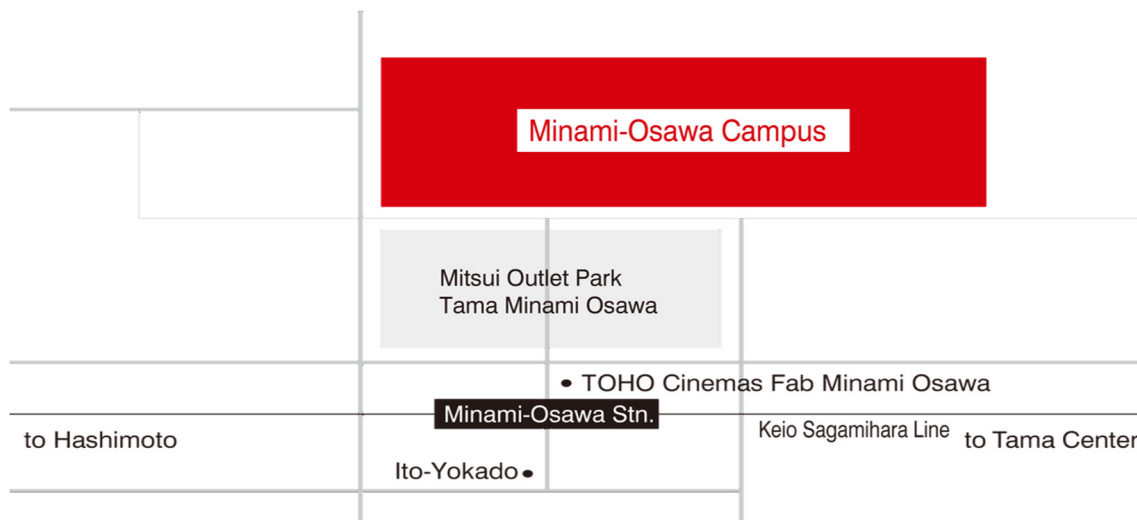 Minami-Osawa Campus
Mitsui Outlet Park
Tama Minami Osawa
TOHO Cinemas Fab Minami Osawa
Minami-Osawa Stn.
Keio Sagamihara Line
to Hashimoto
to Tama Center
Ito-Yokado